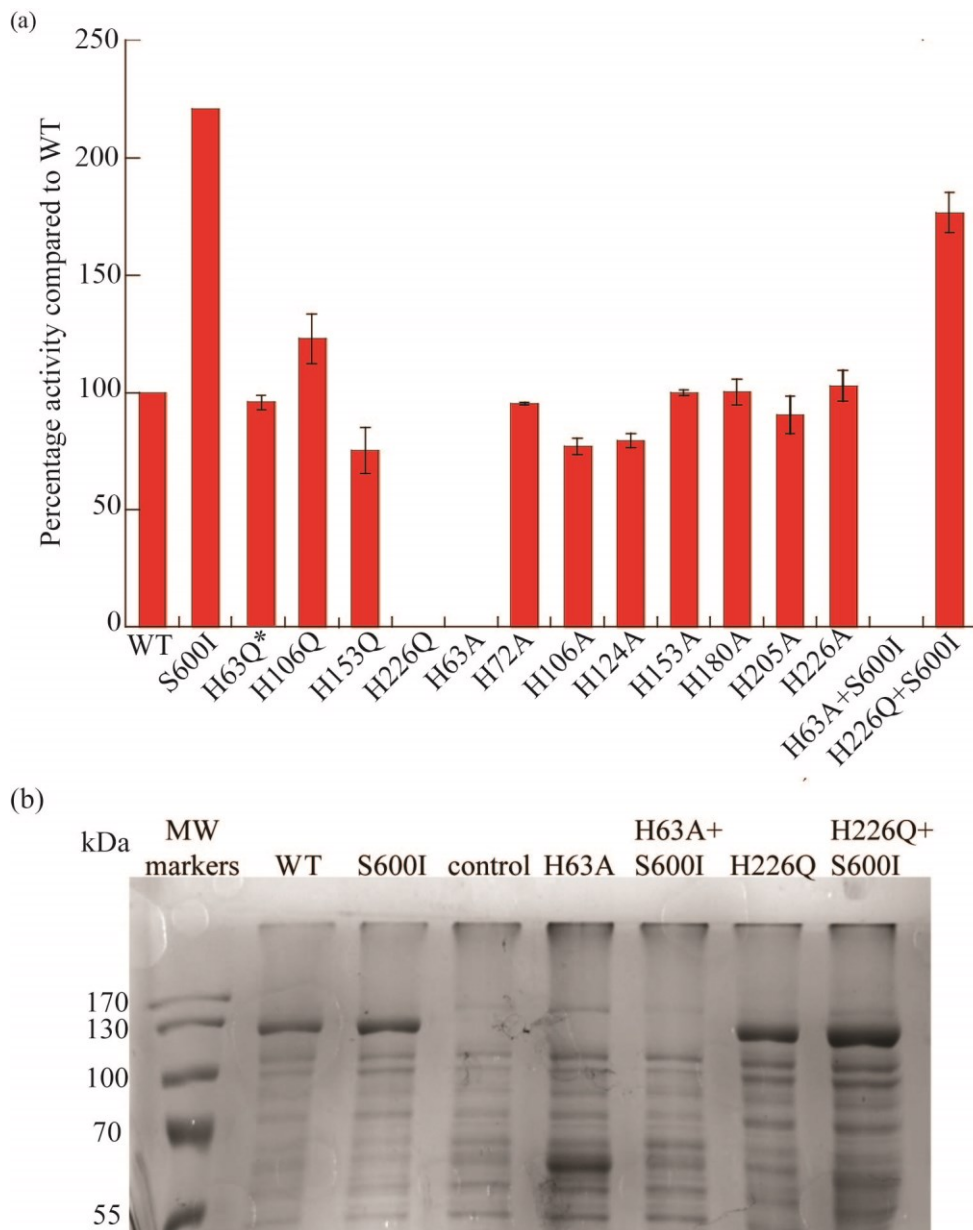 (a)
250
200
150
100
50
0
Percentage activity compared to WT
WT
S600I
H63Q*
H106Q
H153Q
H226Q
H63A
H72A
H106A
H124A
H153A
H180A
H205A
H226A
H63A+S600I
H226Q+S600I
(b)
kDa
MW
markers
WT
S600I
control
H63A
H63A+
S600I
H226Q
H226Q+
S600I
170
130
100
70
55